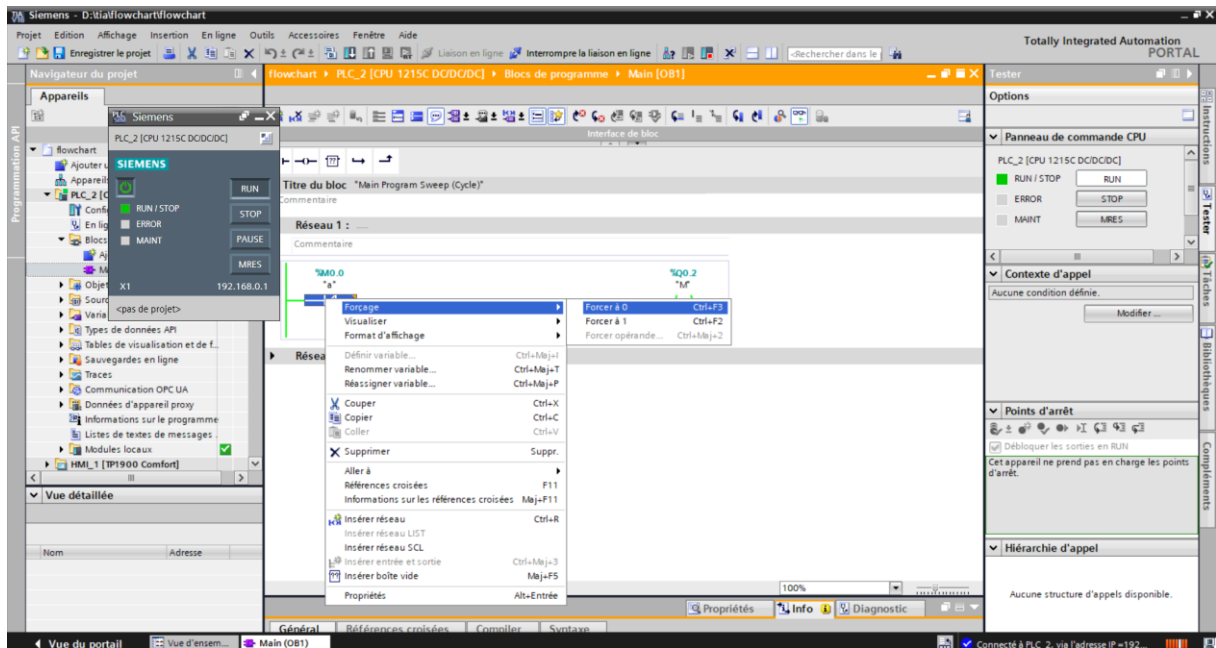 Siemens - D:\tia\flowchart\flowchart
Projet Edition Affichage Insertion En ligne Outils Accessoires Fenêtre Aide
Totally Integrated Automation
PORTAL
Enregistrer le projet Liaison en ligne Interrompre la liaison en ligne <Rechercher dans le
Navigateur du projet
flowchart PLC_2 [CPU 1215C DC/DC/DC] Blocs de programme Main [OB1]
Tester
Appareils
Options
Siemens
PLC_2 [CPU 1215C DC/DC/DC]
SIEMENS
RUN
RUN / STOP
STOP
ERROR
MAINT
PAUSE
MRES
X1 192.168.0.1
<pas de projet>
Programmation API
flowchart
Ajouter u
Appareils
PLC_2 [C
Confi
En lig
Blocs
Aj
M
Objet
Sourc
Varia
Types de données API
Tables de visualisation et de f...
Sauvegardes en ligne
Traces
Communication OPC UA
Données d'appareil proxy
Informations sur le programme
Listes de textes de messages .
Modules locaux
HMI_1 [TP1900 Comfort]
Vue détaillée
Nom Adresse
Interface de bloc
Titre du bloc "Main Program Sweep (Cycle)"
Commentaire
Réseau 1 : ....
Commentaire
%M0.0 %Q0.2
"a" "M"
Résea
Forçage
Visualiser
Format d'affichage
Définir variable... Ctrl+Maj+I
Renommer variable... Ctrl+Maj+T
Réassigner variable... Ctrl+Maj+P
Couper Ctrl+X
Copier Ctrl+C
Coller Ctrl+V
Supprimer Suppr.
Aller à
Références croisées F11
Informations sur les références croisées Maj+F11
Insérer réseau Ctrl+R
Insérer réseau LIST
Insérer réseau SCL
Insérer entrée et sortie Ctrl+Maj+3
Insérer boîte vide Maj+F5
Propriétés Alt+Entrée
Forcer à 0 Ctrl+F3
Forcer à 1 Ctrl+F2
Forcer opérande... Ctrl+Maj+2
100%
Propriétés Info Diagnostic
Général Références croisées Compiler Syntaxe
Panneau de commande CPU
PLC_2 [CPU 1215C DC/DC/DC]
RUN / STOP RUN
ERROR STOP
MAINT MRES
Contexte d'appel
Aucune condition définie.
Modifier ...
Points d'arrêt
Débloquer les sorties en RUN
Cet appareil ne prend pas en charge les points
d'arrêt.
Hiérarchie d'appel
Aucune structure d'appels disponible.
Instructions
Tester
Tâches
Bibliothèques
Compléments
Vue du portail Vue d'ensem... Main (OB1)
Connecté à PLC_2, via l'adresse IP =192...